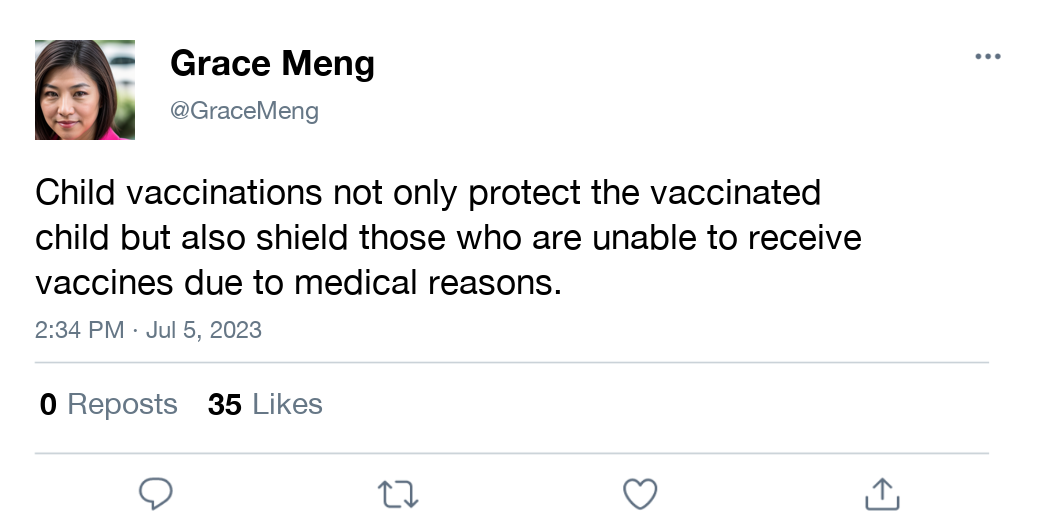 Grace Meng
@GraceMeng
Child vaccinations not only protect the vaccinated
child but also shield those who are unable to receive
vaccines due to medical reasons.
2:34 PM · Jul 5, 2023
0 Reposts 35 Likes